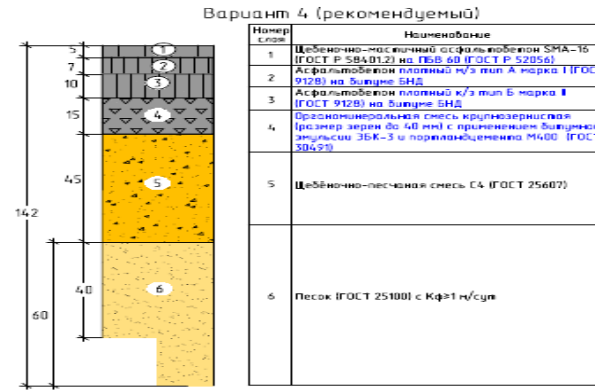 Вариант 4 (рекомендуемый)
Номер слоя
Наименование
1
Щебеночно-мастичный асфальтобетон SMA-16
(ГОСТ Р 58401.2) на ПБВ 60 (ГОСТ Р 52056)
2
Асфальтобетон плотный м/з тип А марка I (ГОСТ
9128) на битуме БНД
3
Асфальтобетон плотный к/з тип Б марка II
(ГОСТ 9128) на битуме БНД
4
Органоминеральная смесь крупнозернистая
(размер зерен до 40 мм) с применением битумной
эмульсии ЭБК-3 и портландцемента М400 (ГОСТ
30491)
5
Щебёночно-песчаная смесь С4 (ГОСТ 25607)
6
Песок (ГОСТ 25100) с Кф≥1 м/сут
5
7
10
15
45
142
40
60
1
2
3
4
5
6